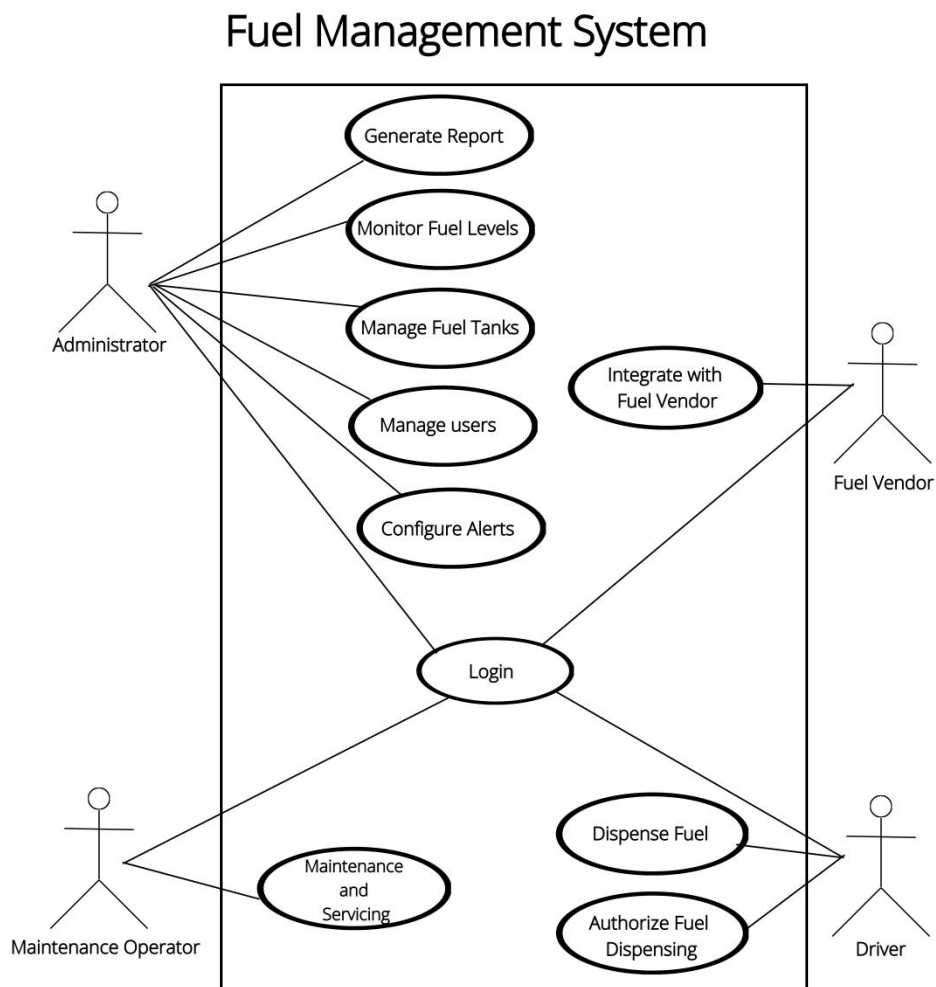 Fuel Management System
Generate Report
Monitor Fuel Levels
Administrator
Manage Fuel Tanks
Integrate with
Fuel Vendor
Manage users
Fuel Vendor
Configure Alerts
Login
Dispense Fuel
Maintenance
and
Servicing
Authorize Fuel
Dispensing
Maintenance Operator
Driver